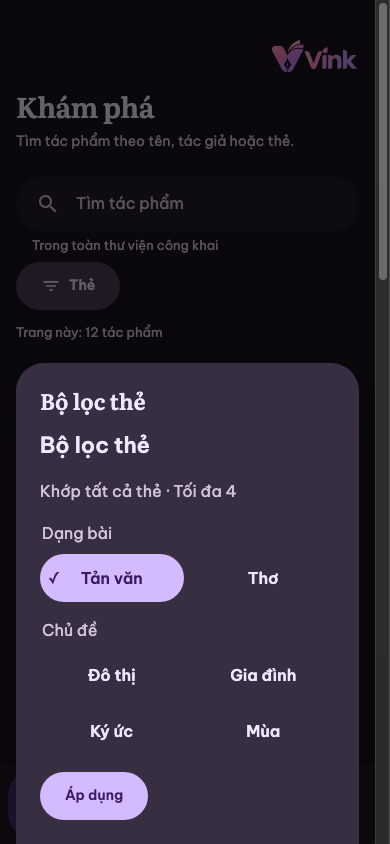 Vink
Khám phá
Tìm tác phẩm theo tên, tác giả hoặc thẻ.
Tìm tác phẩm
Trong toàn thư viện công khai
Thẻ
Trang này: 12 tác phẩm
Bộ lọc thẻ
Bộ lọc thẻ
Khớp tất cả thẻ · Tối đa 4
Dạng bài
✓ Tản văn
Thơ
Chủ đề
Đô thị
Gia đình
Ký ức
Mùa
Áp dụng